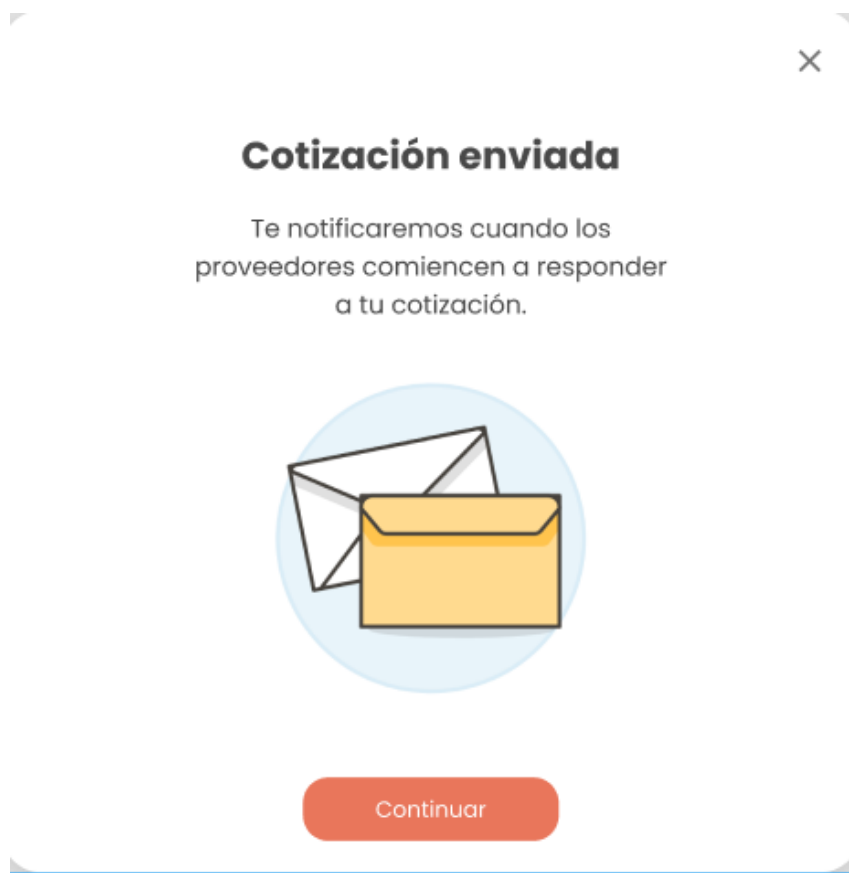 Cotización enviada
Te notificaremos cuando los
proveedores comiencen a responder
a tu cotización.
Continuar